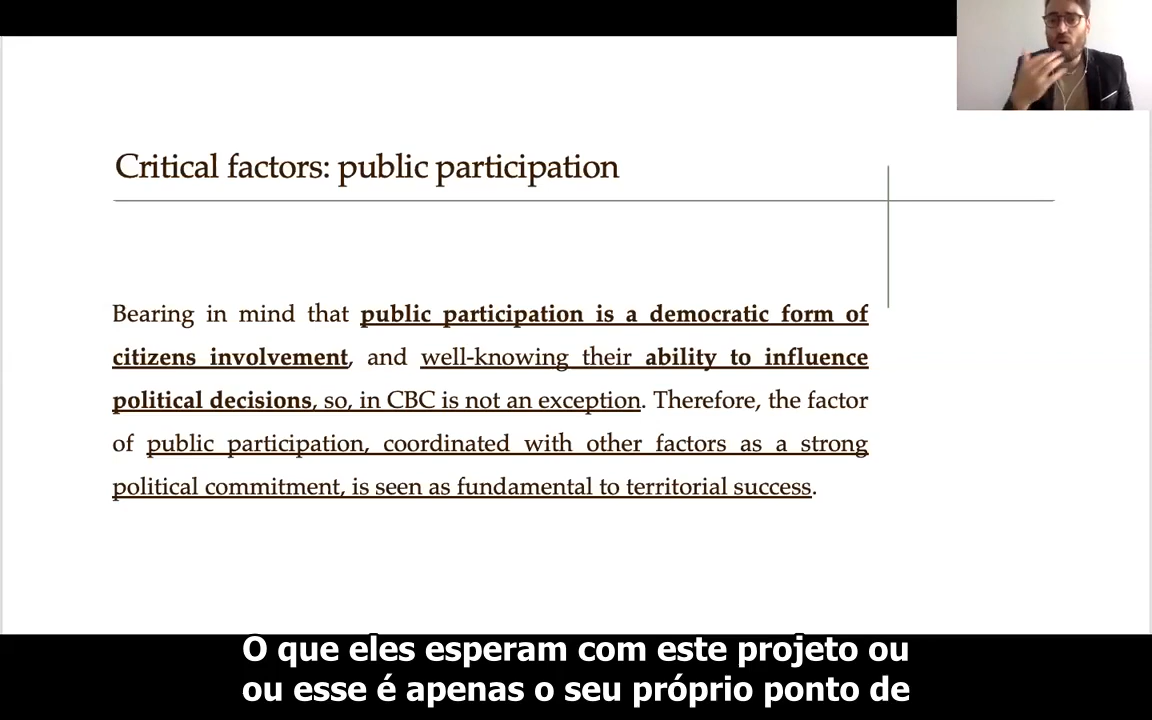 Critical factors: public participation
Bearing in mind that public participation is a democratic form of
citizens involvement, and well-knowing their ability to influence
political decisions, so, in CBC is not an exception. Therefore, the factor
of public participation, coordinated with other factors as a strong
political commitment, is seen as fundamental to territorial success.
O que eles esperam com este projeto ou
ou esse é apenas o seu próprio ponto de